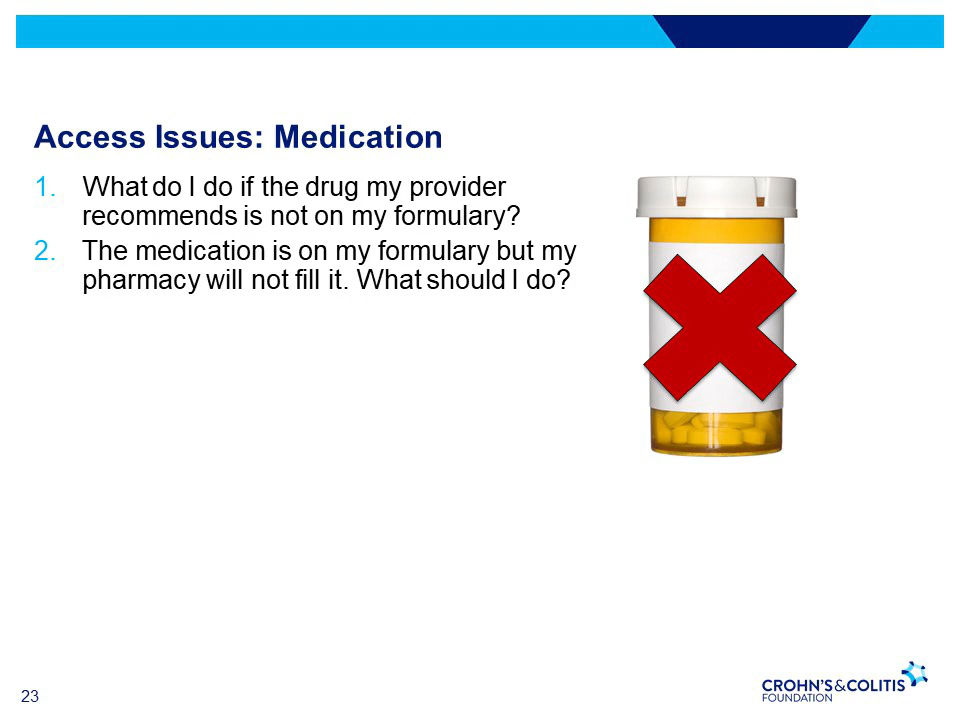 Access Issues: Medication
1. What do I do if the drug my provider
recommends is not on my formulary?
2. The medication is on my formulary but my
pharmacy will not fill it. What should I do?
23
CROHN'S & COLITIS
FOUNDATION